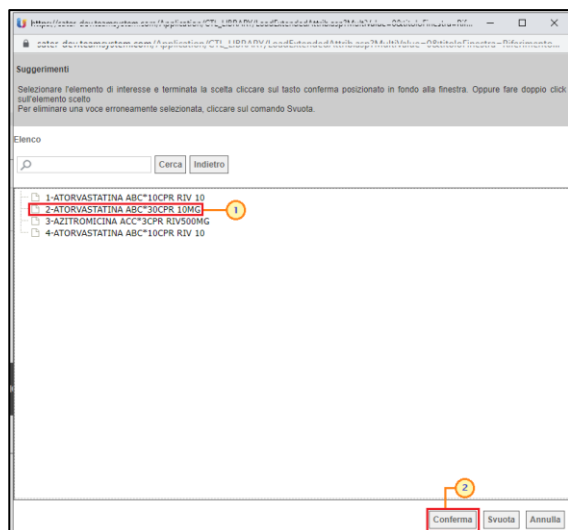 Suggerimenti
Selezionare l'elemento di interesse e terminata la scelta cliccare sul tasto conferma posizionato in fondo alla finestra. Oppure fare doppio click
sull'elemento scelto
Per eliminare una voce erroneamente selezionata, cliccare sul comando Svuota.
Elenco
Cerca Indietro
1-ATORVASTATINA ABC*10CPR RIV 10
2-ATORVASTATINA ABC*30CPR 10MG
1
3-AZITROMICINA ACC*3CPR RIV500MG
4-ATORVASTATINA ABC*10CPR RIV 10
2
Conferma Svuota Annulla